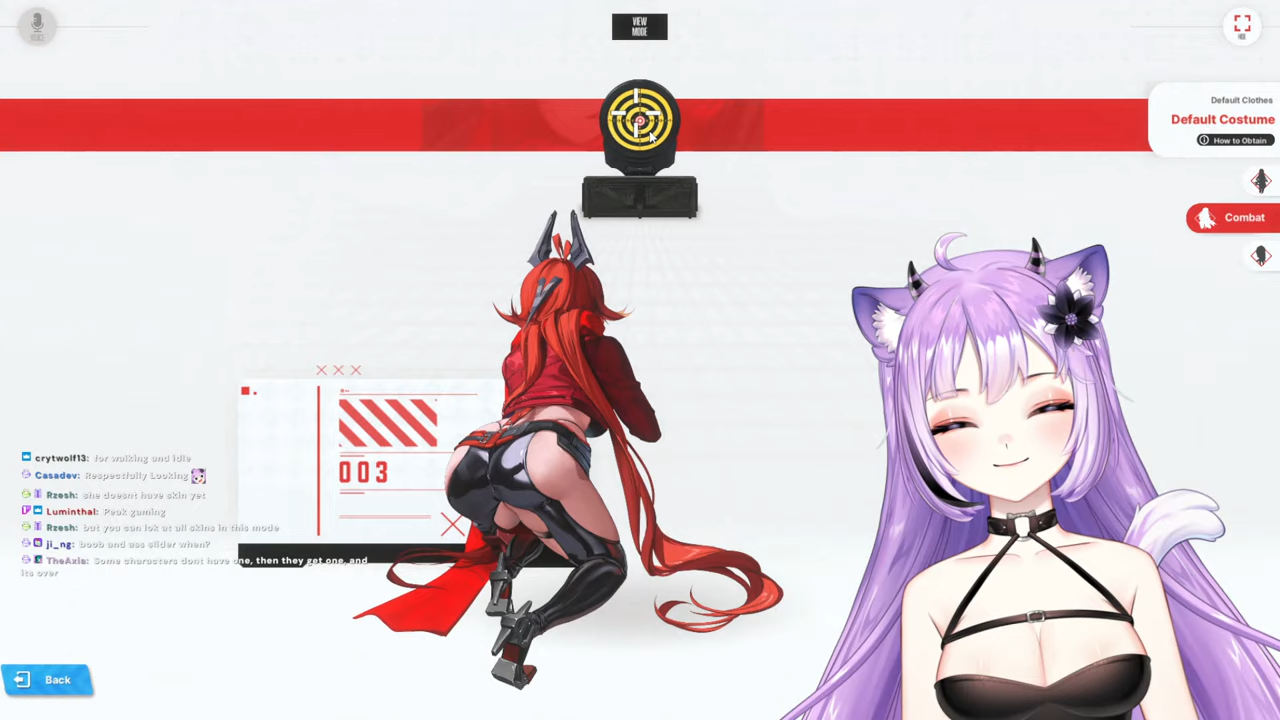 VIEW
MODE
Default Clothes
Default Costume
How to Obtain
Combat
003
crytwolf13: for walking and idle
Casadev: Respectfully Looking
Rzesh: she doesnt have skin yet
Luminthal: Peak gaming
Rzesh: but you can lok at all skins in this mode
ji_ng: boob and ass slider when?
TheAxle: Some characters dont have one, then they get one, and
its over
Back